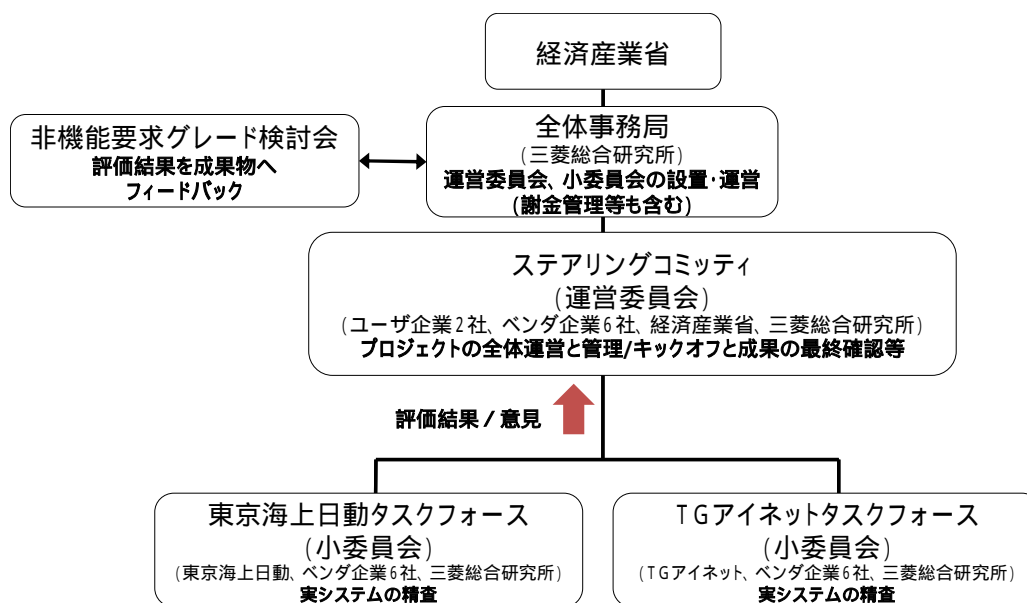 経済産業省
非機能要求グレード検討会
評価結果を成果物へ
フィードバック
全体事務局
(三菱総合研究所)
運営委員会、小委員会の設置・運営
(謝金管理等も含む)
ステアリングコミッティ
(運営委員会)
(ユーザ企業2社、ベンダ企業6社、経済産業省、三菱総合研究所)
プロジェクトの全体運営と管理/キックオフと成果の最終確認等
評価結果 / 意見
東京海上日動タスクフォース
(小委員会)
(東京海上日動、ベンダ企業6社、三菱総合研究所)
実システムの精査
TGアイネットタスクフォース
(小委員会)
(TGアイネット、ベンダ企業6社、三菱総合研究所)
実システムの精査